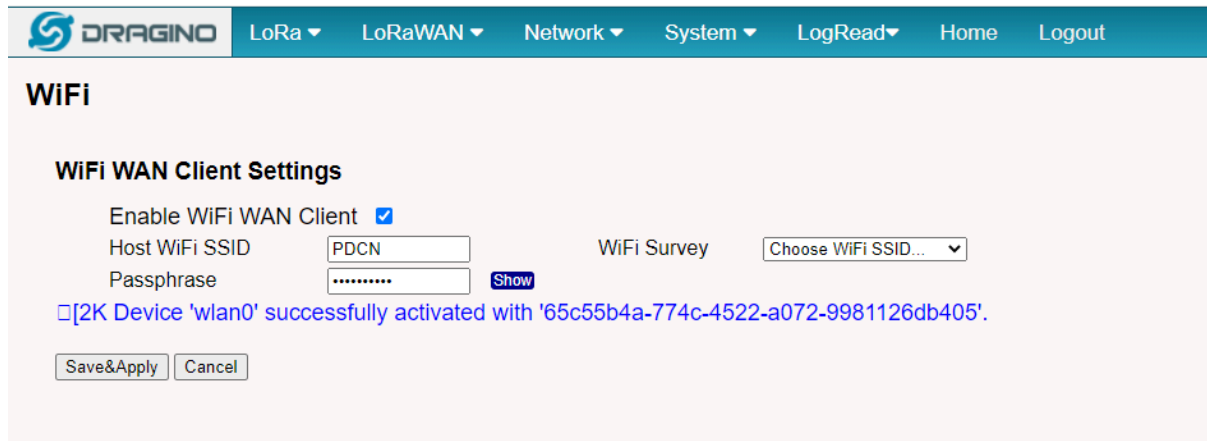 DRAGINO LoRa ▾ LoRaWAN ▾ Network ▾ System ▾ LogRead▾ Home Logout
WiFi
WiFi WAN Client Settings
Enable WiFi WAN Client
Host WiFi SSID PDCN WiFi Survey Choose WiFi SSID...
Passphrase •••••••••• Show
□[2K Device 'wlan0' successfully activated with '65c55b4a-774c-4522-a072-9981126db405'.
Save&Apply Cancel